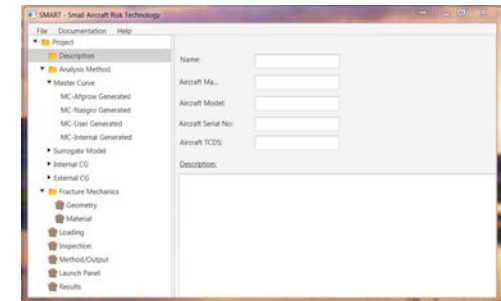 SMART - Small Aircraft Risk Technology
File Documentation Help
Project
Description
Analysis Method
Master Curve
MC-Afgrow Generated
MC-Nasgro Generated
MC-User Generated
MC-Internal Generated
Surrogate Model
Internal CG
External CG
Fracture Mechanics
Geometry
Material
Loading
Inspection
Method/Output
Launch Panel
Results
Name:
Aircraft Ma...
Aircraft Model:
Aircraft Serial No:
Aircraft TCDS:
Description: